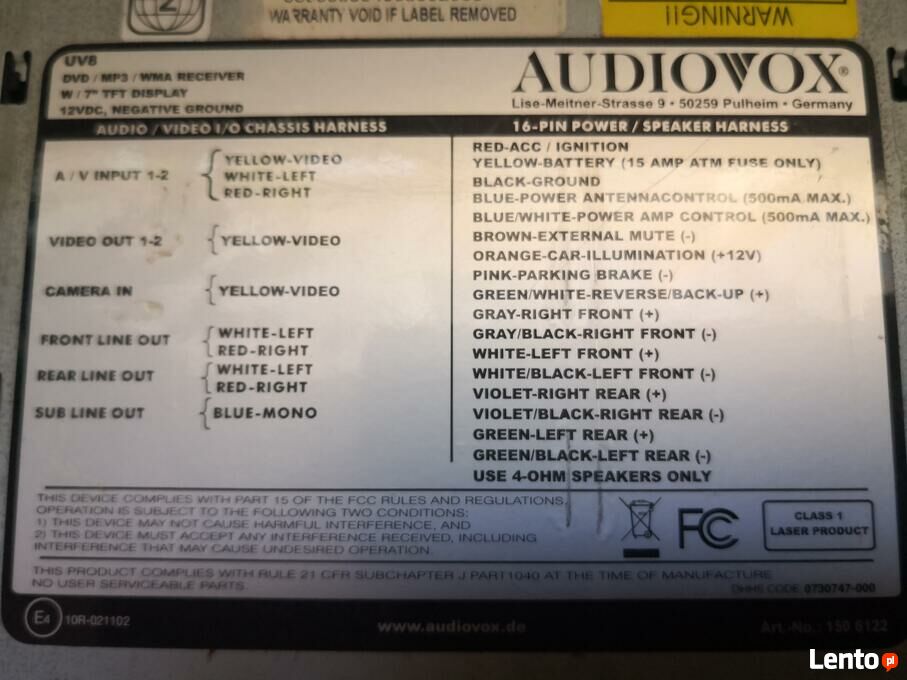 WARRANTY VOID IF LABEL REMOVED
WARNING!!
UV8
DVD / MP3 / WMA RECEIVER
W / 7" TFT DISPLAY
12VDC, NEGATIVE GROUND
AUDIOVOX®
Lise-Meitner-Strasse 9 • 50259 Pulheim • Germany
AUDIO / VIDEO I/O CHASSIS HARNESS
A / V INPUT 1-2
YELLOW-VIDEO
WHITE-LEFT
RED-RIGHT
VIDEO OUT 1-2
YELLOW-VIDEO
CAMERA IN
YELLOW-VIDEO
FRONT LINE OUT
WHITE-LEFT
RED-RIGHT
REAR LINE OUT
WHITE-LEFT
RED-RIGHT
SUB LINE OUT
BLUE-MONO
16-PIN POWER / SPEAKER HARNESS
RED-ACC / IGNITION
YELLOW-BATTERY (15 AMP ATM FUSE ONLY)
BLACK-GROUND
BLUE-POWER ANTENNACONTROL (500mA MAX.)
BLUE/WHITE-POWER AMP CONTROL (500mA MAX.)
BROWN-EXTERNAL MUTE (-)
ORANGE-CAR-ILLUMINATION (+12V)
PINK-PARKING BRAKE (-)
GREEN/WHITE-REVERSE/BACK-UP (+)
GRAY-RIGHT FRONT (+)
GRAY/BLACK-RIGHT FRONT (-)
WHITE-LEFT FRONT (+)
WHITE/BLACK-LEFT FRONT (-)
VIOLET-RIGHT REAR (+)
VIOLET/BLACK-RIGHT REAR (-)
GREEN-LEFT REAR (+)
GREEN/BLACK-LEFT REAR (-)
USE 4-OHM SPEAKERS ONLY
THIS DEVICE COMPLIES WITH PART 15 OF THE FCC RULES AND REGULATIONS.
OPERATION IS SUBJECT TO THE FOLLOWING TWO CONDITIONS:
1) THIS DEVICE MAY NOT CAUSE HARMFUL INTERFERENCE, AND
2) THIS DEVICE MUST ACCEPT ANY INTERFERENCE RECEIVED, INCLUDING
INTERFERENCE THAT MAY CAUSE UNDESIRED OPERATION.
FC
CLASS 1
LASER PRODUCT
THIS PRODUCT COMPLIES WITH RULE 21 CFR SUBCHAPTER J PART1040 AT THE TIME OF MANUFACTURE
NO USER SERVICEABLE PARTS.
DHHS CODE 0730747-000
E4
10R-021102
www.audiovox.de
Art.-No.: 150 6122
Lento pl